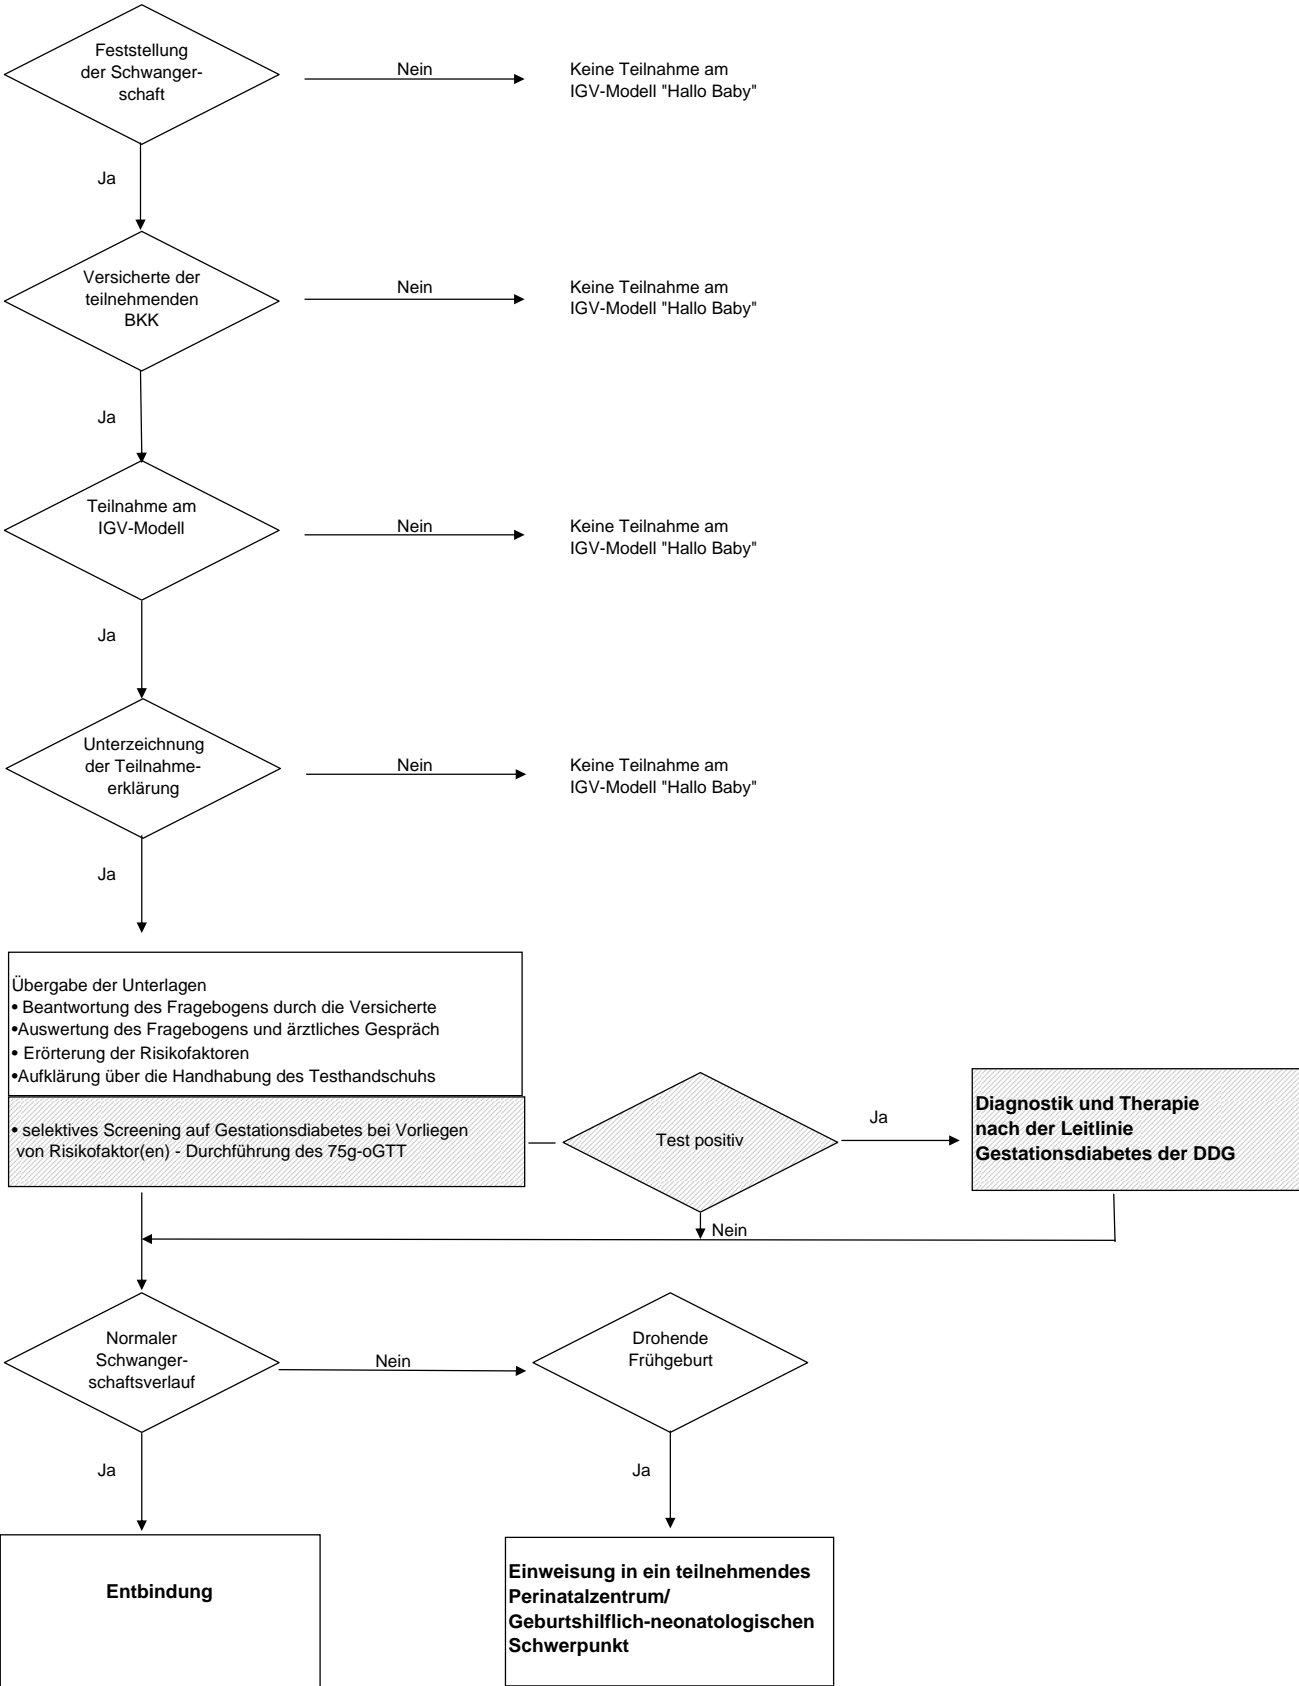 Feststellung
der Schwanger-
schaft
Nein
Keine Teilnahme am
IGV-Modell "Hallo Baby"
Ja
Versicherte der
teilnehmenden
BKK
Nein
Keine Teilnahme am
IGV-Modell "Hallo Baby"
Ja
Teilnahme am
IGV-Modell
Nein
Keine Teilnahme am
IGV-Modell "Hallo Baby"
Ja
Unterzeichnung
der Teilnahme-
erklärung
Nein
Keine Teilnahme am
IGV-Modell "Hallo Baby"
Ja
Übergabe der Unterlagen
• Beantwortung des Fragebogens durch die Versicherte
•Auswertung des Fragebogens und ärztliches Gespräch
• Erörterung der Risikofaktoren
•Aufklärung über die Handhabung des Testhandschuhs
• selektives Screening auf Gestationsdiabetes bei Vorliegen
von Risikofaktor(en) - Durchführung des 75g-oGTT
Test positiv
Ja
Diagnostik und Therapie
nach der Leitlinie
Gestationsdiabetes der DDG
Nein
Normaler
Schwanger-
schaftsverlauf
Nein
Drohende
Frühgeburt
Ja
Ja
Entbindung
Einweisung in ein teilnehmendes
Perinatalzentrum/
Geburtshilflich-neonatologischen
Schwerpunkt